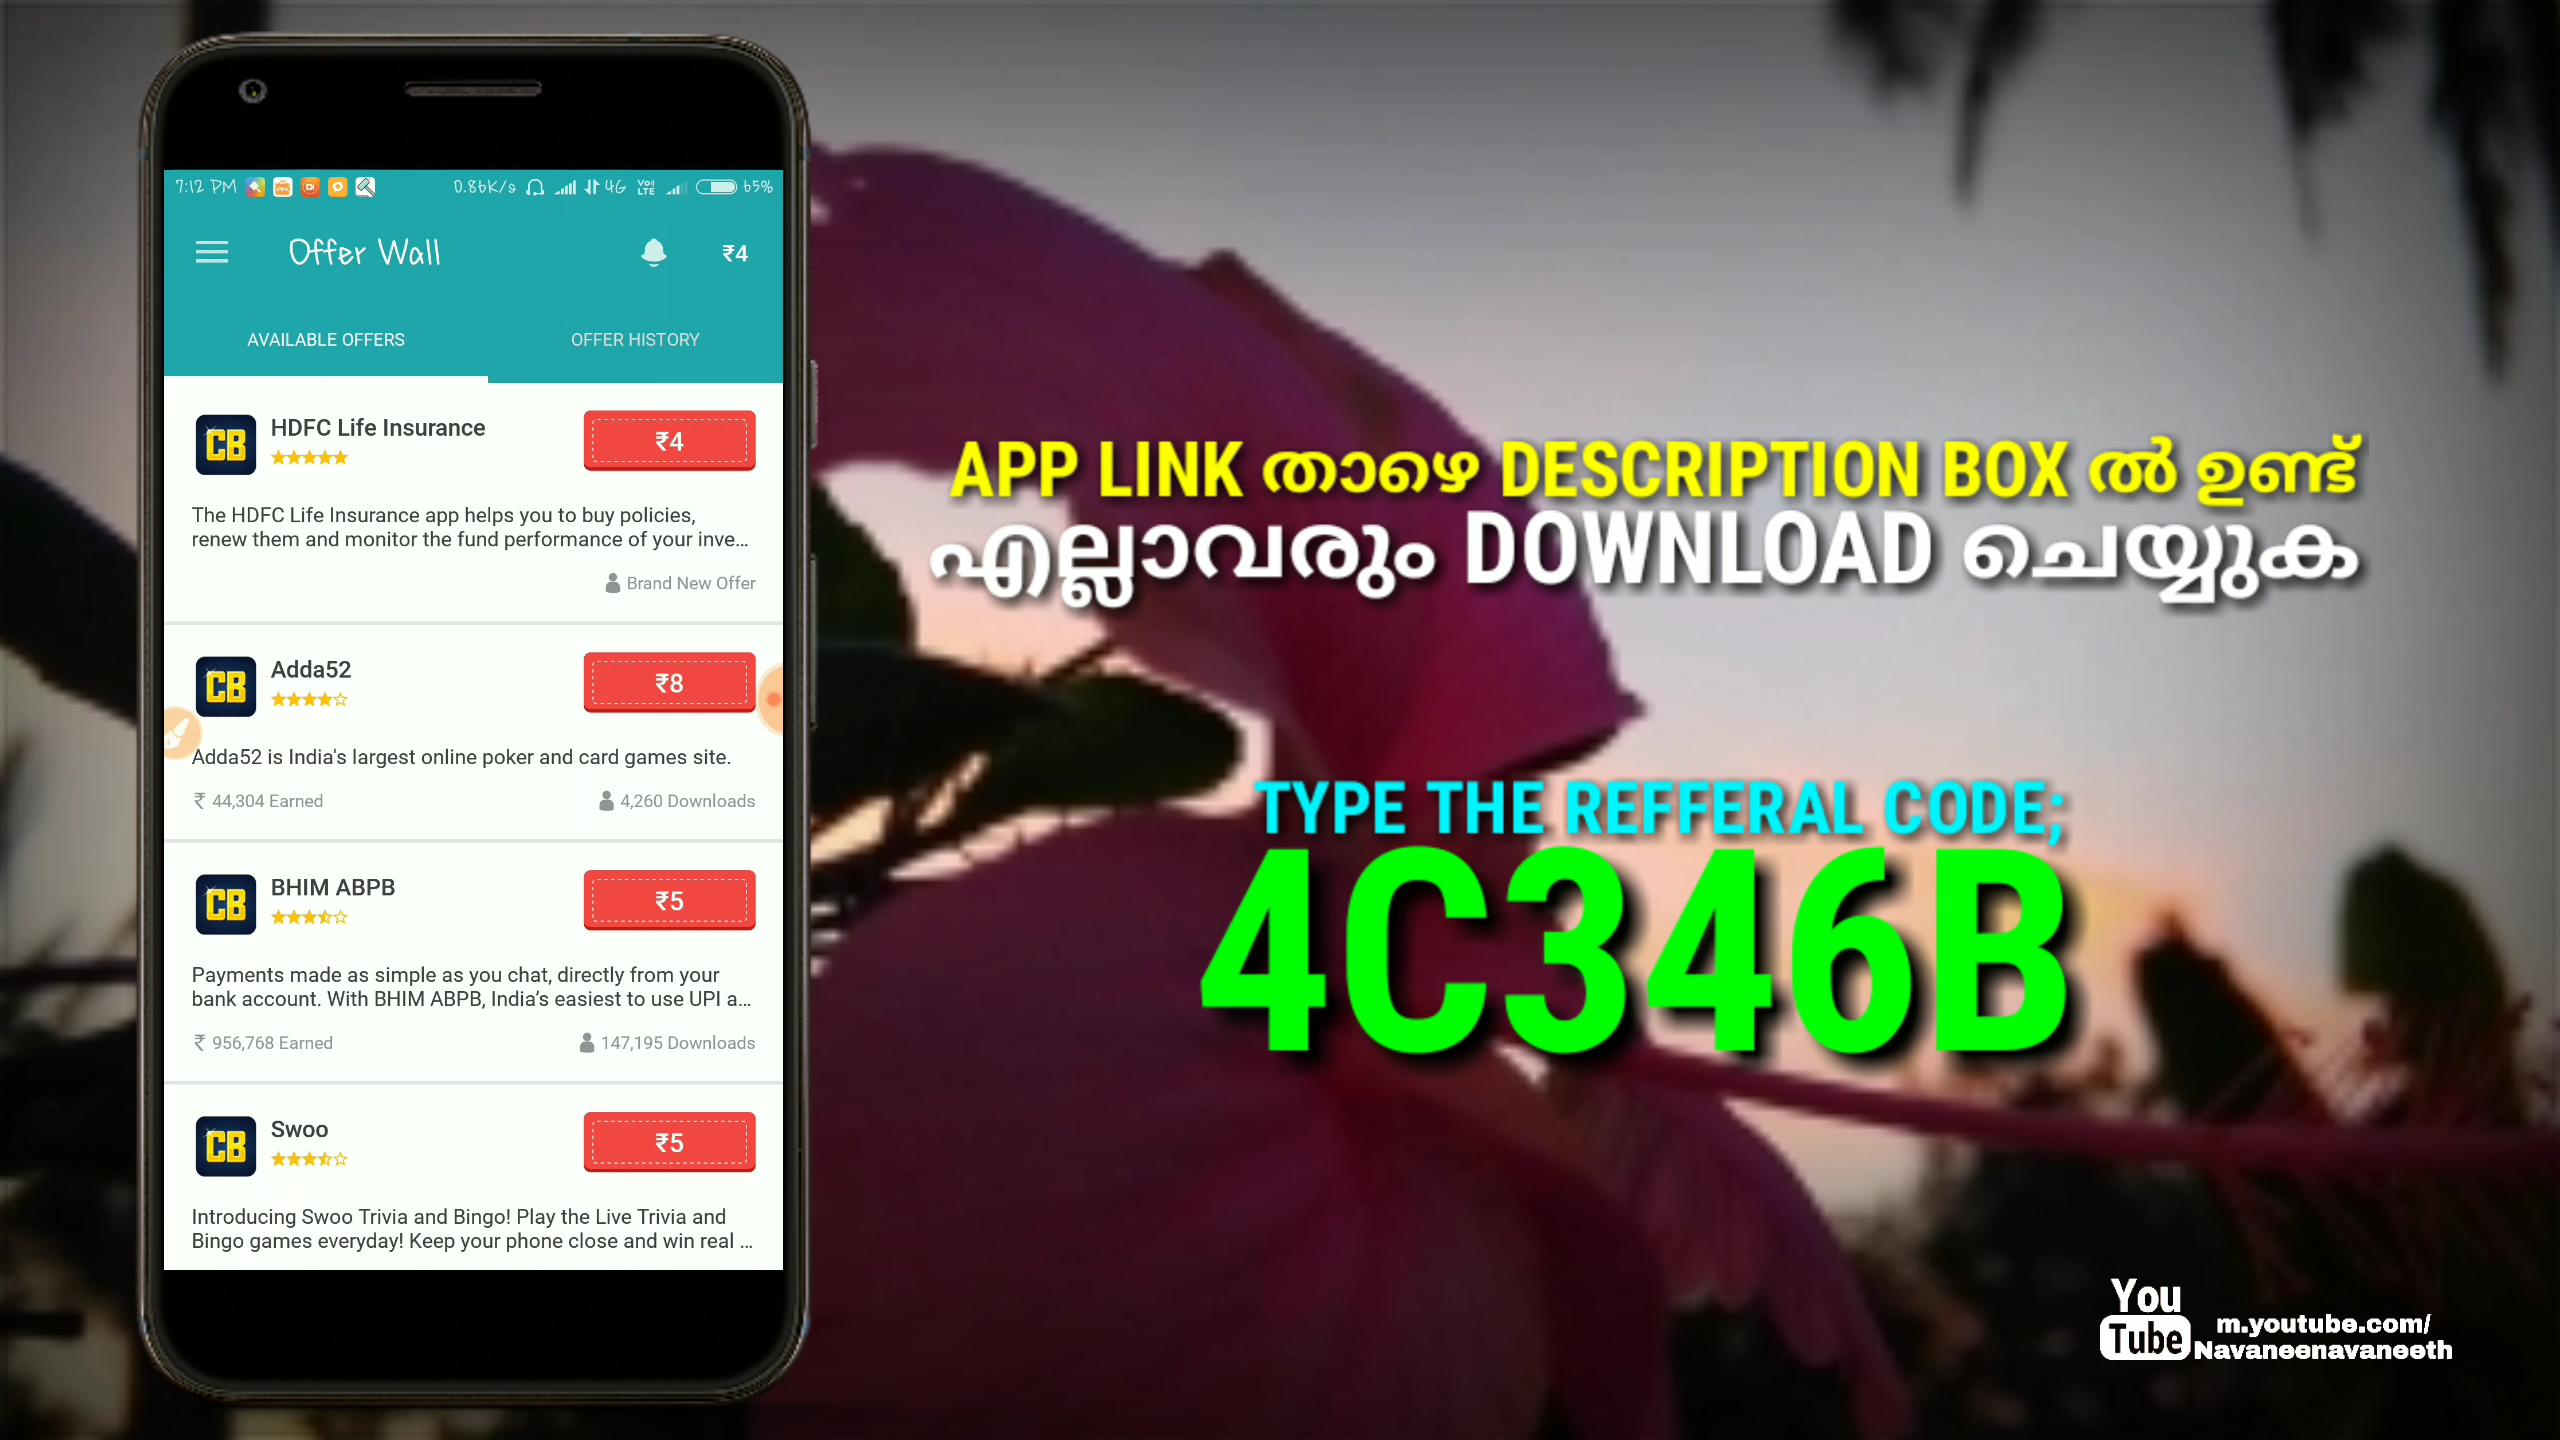 7:12 PM 0.86K/s 4G VoLTE 65%
Offer Wall ₹4
AVAILABLE OFFERS OFFER HISTORY
CB HDFC Life Insurance ₹4
The HDFC Life Insurance app helps you to buy policies,
renew them and monitor the fund performance of your inve...
Brand New Offer
CB Adda52 ₹8
Adda52 is India's largest online poker and card games site.
₹ 44,304 Earned 4,260 Downloads
CB BHIM ABPB ₹5
Payments made as simple as you chat, directly from your
bank account. With BHIM ABPB, India’s easiest to use UPI a...
₹ 956,768 Earned 147,195 Downloads
CB Swoo ₹5
Introducing Swoo Trivia and Bingo! Play the Live Trivia and
Bingo games everyday! Keep your phone close and win real ...
APP LINK താഴെ DESCRIPTION BOX ൽ ഉണ്ട്
എല്ലാവരും DOWNLOAD ചെയ്യുക
TYPE THE REFFERAL CODE;
4C346B
You
Tube m.youtube.com/
Navaneenavaneeth